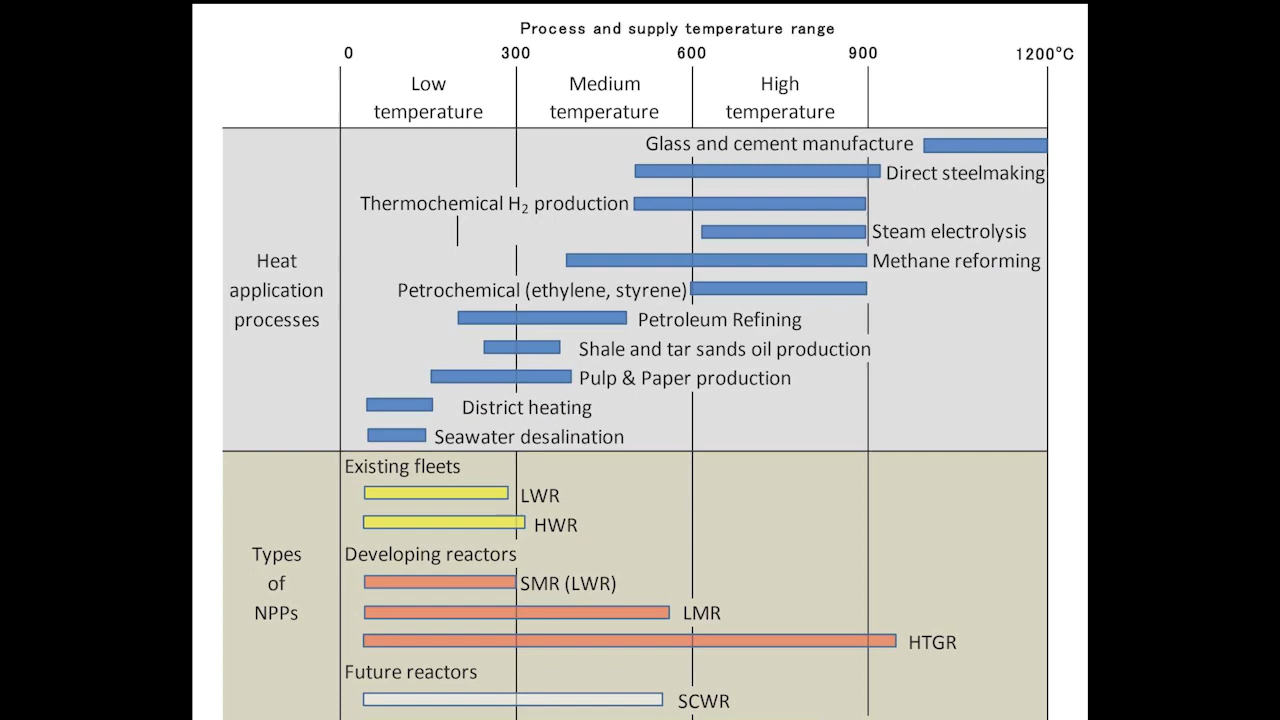 Process and supply temperature range
0 300 600 900 1200°C
Low temperature
Medium temperature
High temperature
Heat application processes
Glass and cement manufacture
Direct steelmaking
Thermochemical H₂ production
Steam electrolysis
Methane reforming
Petrochemical (ethylene, styrene)
Petroleum Refining
Shale and tar sands oil production
Pulp & Paper production
District heating
Seawater desalination
Types of NPPs
Existing fleets
LWR
HWR
Developing reactors
SMR (LWR)
LMR
HTGR
Future reactors
SCWR